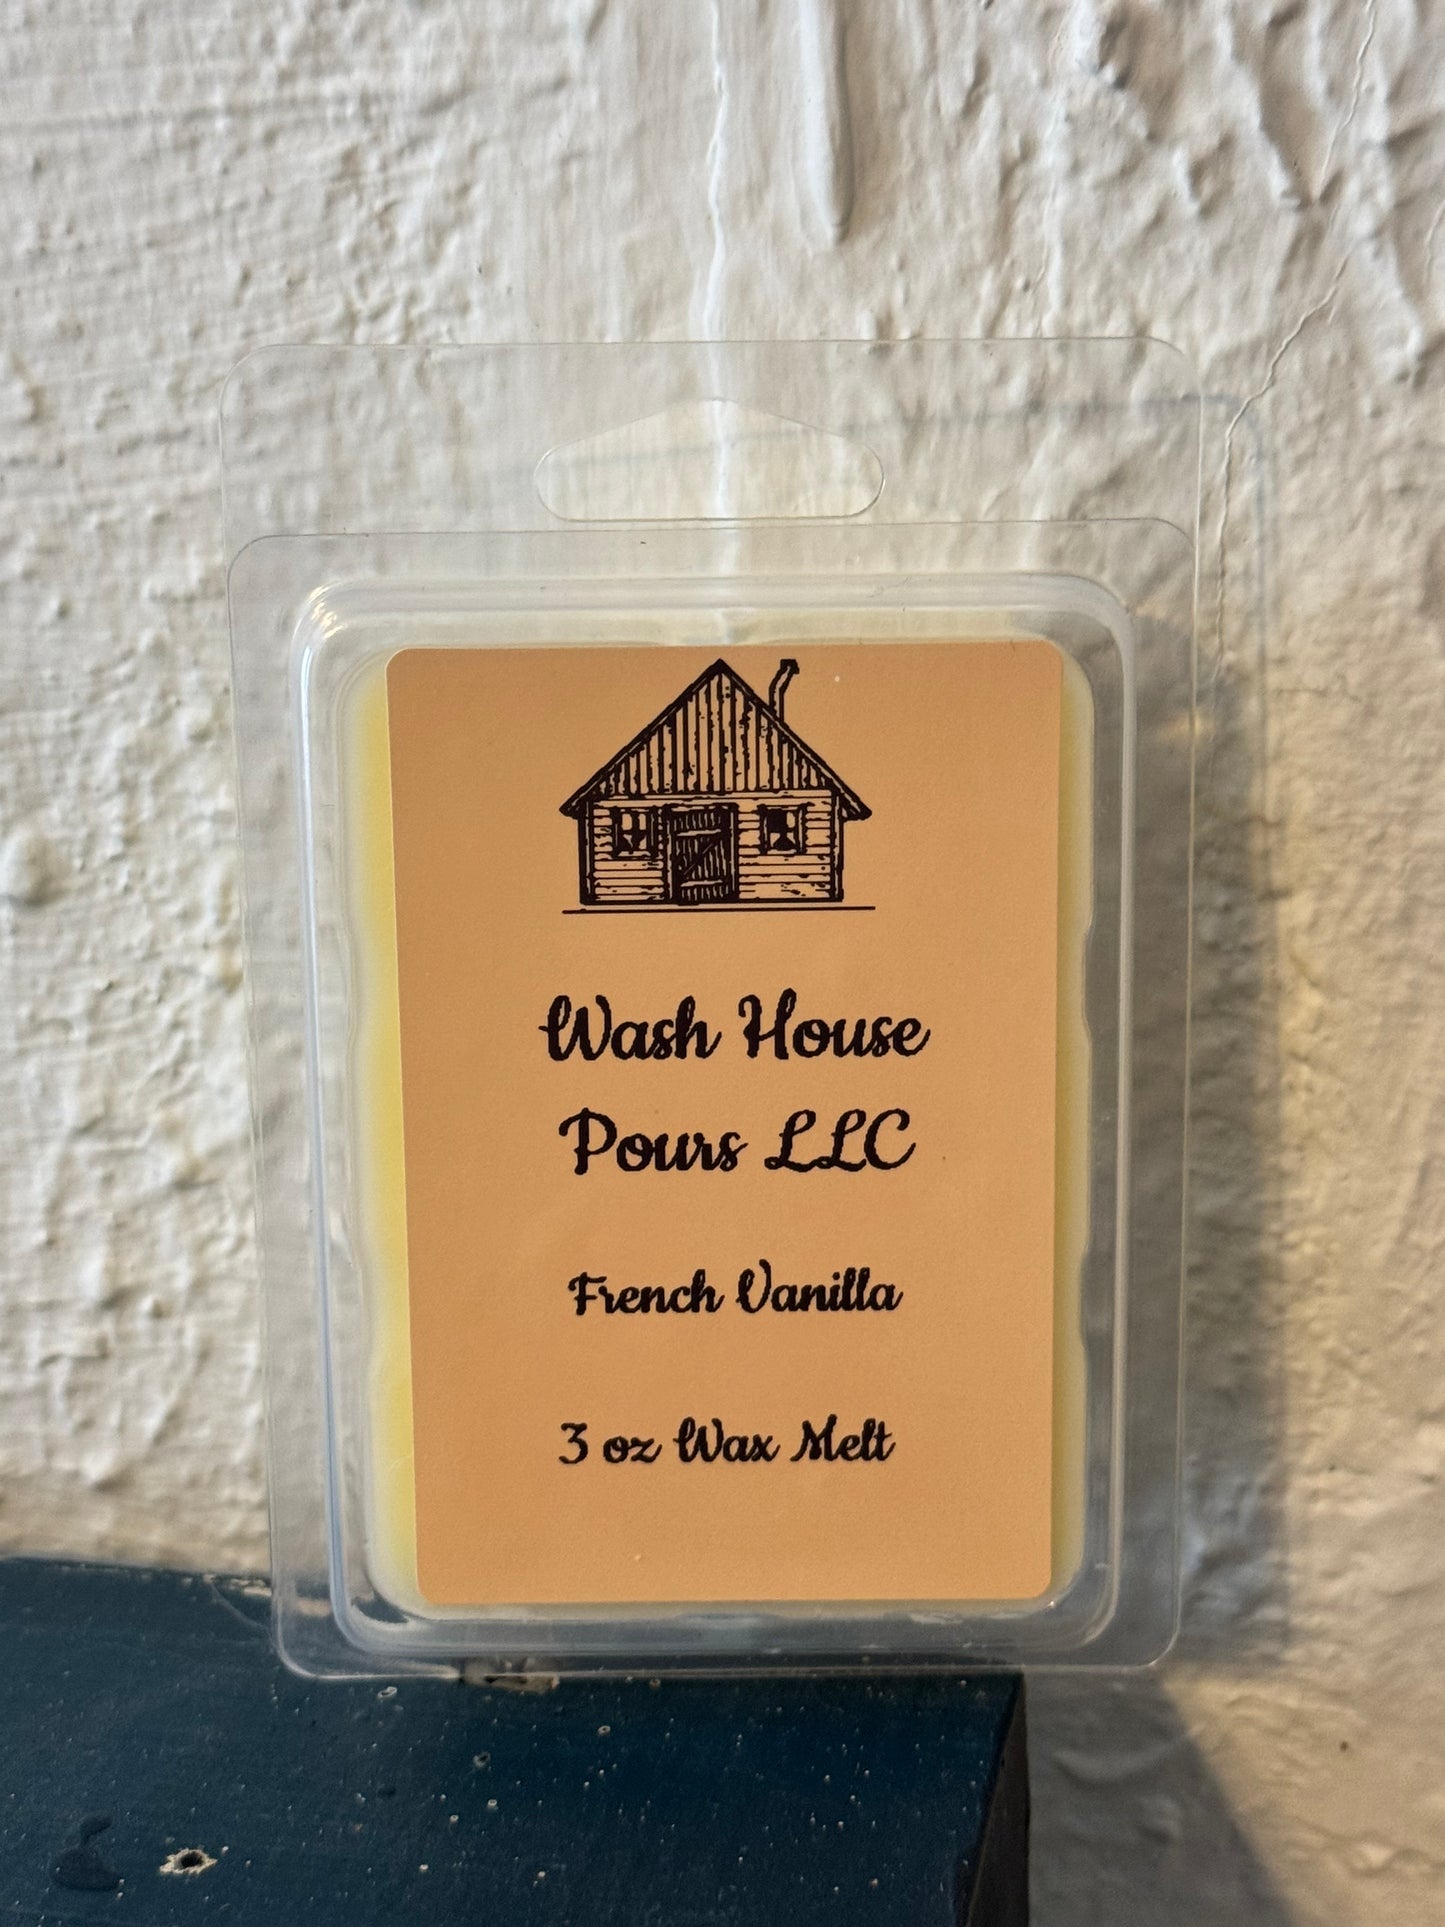 Wash House
Pours LLC
French Vanilla
3 oz Wax Melt